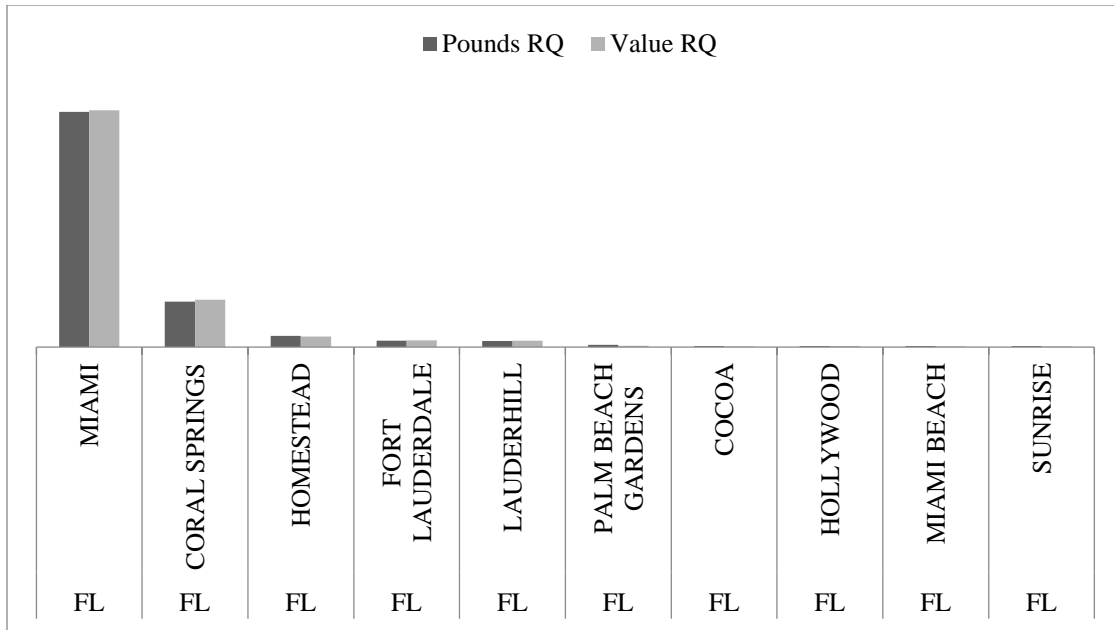 Pounds RQ Value RQ
MIAMI
CORAL SPRINGS
HOMESTEAD
FORT
LAUDERDALE
LAUDERHILL
PALM BEACH
GARDENS
COCOA
HOLLYWOOD
MIAMI BEACH
SUNRISE
FL FL FL FL FL FL FL FL FL FL